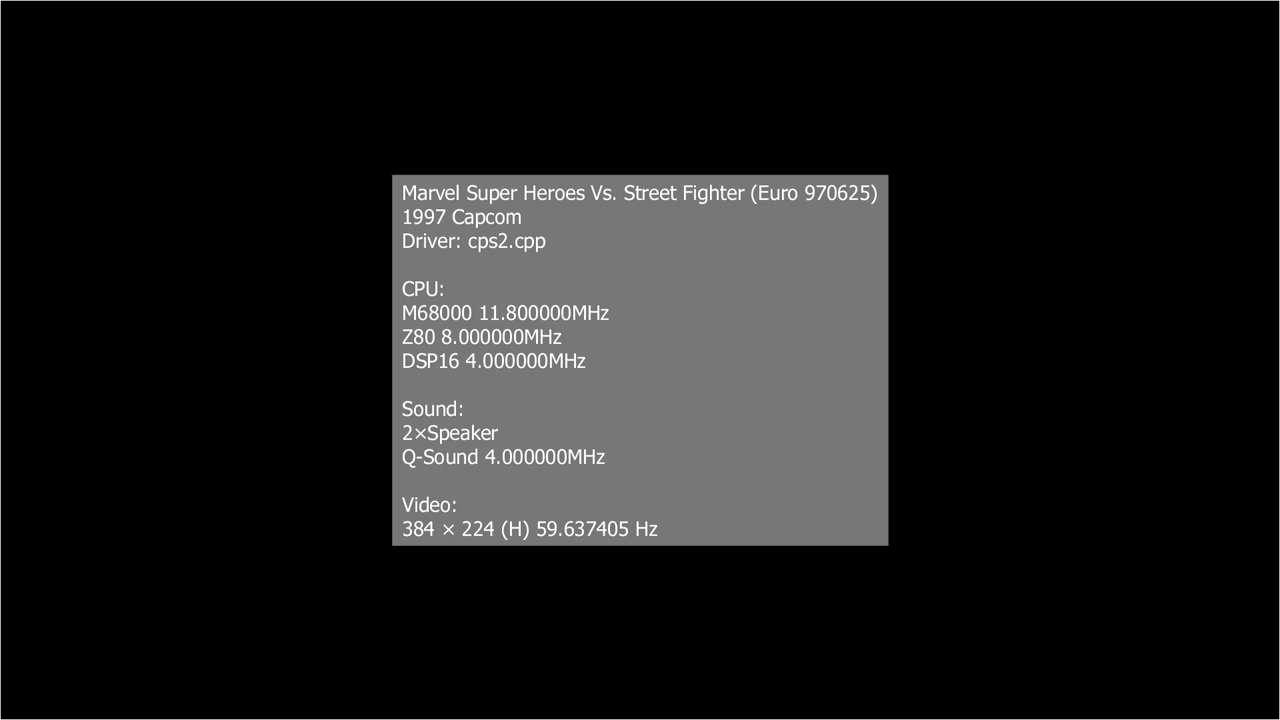 Marvel Super Heroes Vs. Street Fighter (Euro 970625)
1997 Capcom
Driver: cps2.cpp
CPU:
M68000 11.800000MHz
Z80 8.000000MHz
DSP16 4.000000MHz
Sound:
2×Speaker
Q-Sound 4.000000MHz
Video:
384 × 224 (H) 59.637405 Hz